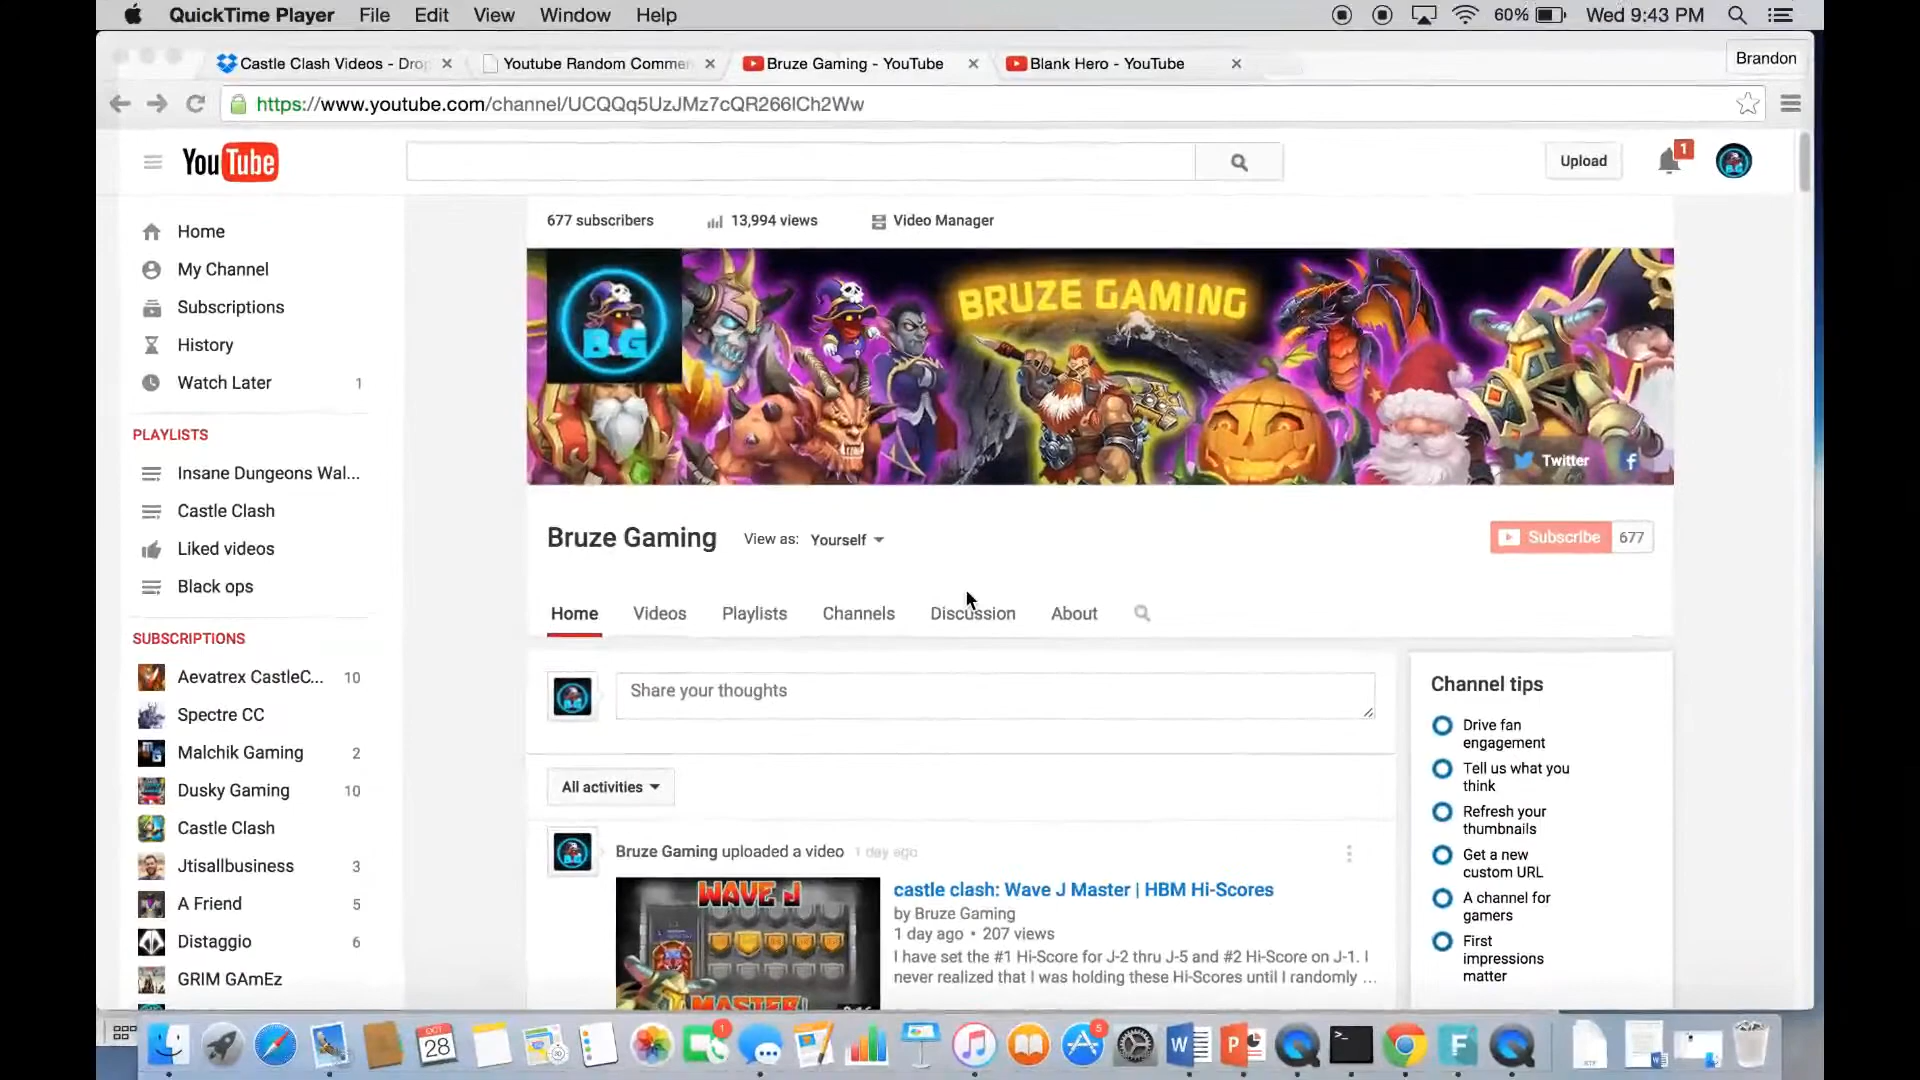 QuickTime Player File Edit View Window Help 60% Wed 9:43 PM
Castle Clash Videos - Drop Youtube Random Commen Bruze Gaming - YouTube Blank Hero - YouTube Brandon
https://www.youtube.com/channel/UCQQq5UzJMz7cQR266lCh2Ww
YouTube Upload 1
677 subscribers 13,994 views Video Manager
Home
My Channel
Subscriptions
History
Watch Later 1
PLAYLISTS
Insane Dungeons Wal...
Castle Clash
Liked videos
Black ops
SUBSCRIPTIONS
Aevatrex CastleC... 10
Spectre CC
Malchik Gaming 2
Dusky Gaming 10
Castle Clash
Jtisallbusiness 3
A Friend 5
Distaggio 6
GRIM GAmEz
BRUZE GAMING
B.G
Twitter f
Bruze Gaming View as: Yourself Subscribe 677
Home Videos Playlists Channels Discussion About
Share your thoughts
All activities
Bruze Gaming uploaded a video 1 day ago
WAVE J
MASTER
castle clash: Wave J Master | HBM Hi-Scores
by Bruze Gaming
1 day ago • 207 views
I have set the #1 Hi-Score for J-2 thru J-5 and #2 Hi-Score on J-1. I
never realized that I was holding these Hi-Scores until I randomly ...
Channel tips
Drive fan
engagement
Tell us what you
think
Refresh your
thumbnails
Get a new
custom URL
A channel for
gamers
First
impressions
matter
OCT
28
1
5